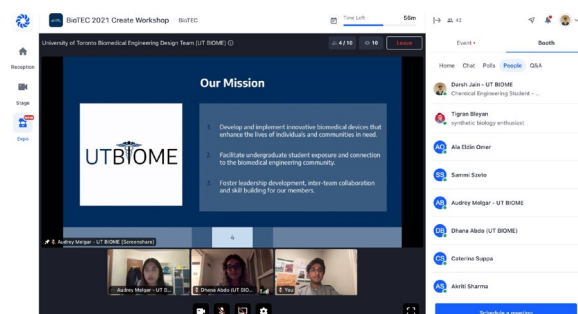 BioTEC 2021 Create Workshop BioTEC
Time Left 56m
42
Reception
Stage
Expo
University of Toronto Biomedical Engineering Design Team (UT BIOME)
4 / 10
10
Leave
Our Mission
UTBIOME
1. Develop and implement innovative biomedical devices that
enhance the lives of individuals and communities in need.
2. Facilitate undergraduate student exposure and connection
to the biomedical engineering community.
3. Foster leadership development, inter-team collaboration
and skill building for our members.
4
Audrey Melgar - UT BIOME (Screenshare)
Audrey Melgar - UT B...
Dhana Abdo (UT BIO...
You
Event
Booth
Home Chat Polls People Q&A
Darsh Jain - UT BIOME
Chemical Engineering Student - ...
Tigran Bleyan
synthetic biology enthusiast
AO Ala Eldin Omer
SS Sammi Szeto
AB Audrey Melgar - UT BIOME
DB Dhana Abdo (UT BIOME)
CS Caterina Suppa
AS Akriti Sharma
Schedule a meeting